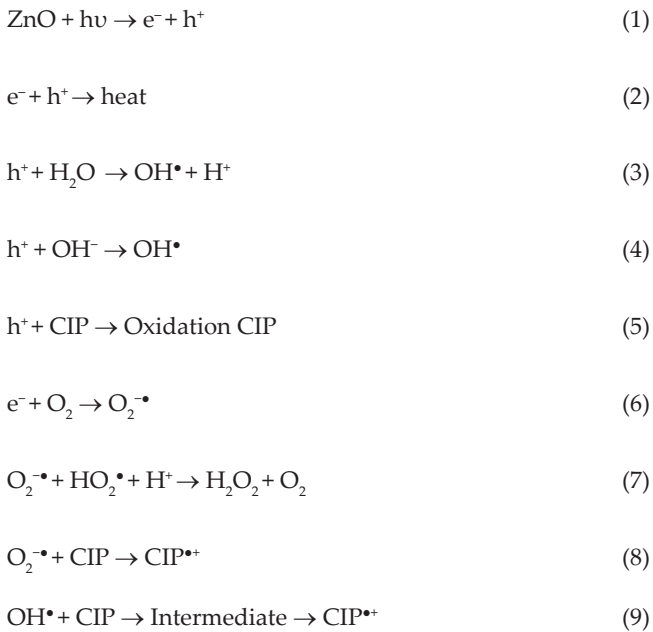 ZnO + hυ → e⁻ + h⁺ (1)
e⁻ + h⁺ → heat (2)
h⁺ + H₂O → OH• + H⁺ (3)
h⁺ + OH⁻ → OH• (4)
h⁺ + CIP → Oxidation CIP (5)
e⁻ + O₂ → O₂⁻• (6)
O₂⁻• + HO₂• + H⁺ → H₂O₂ + O₂ (7)
O₂⁻• + CIP → CIP•⁺ (8)
OH• + CIP → Intermediate → CIP•⁺ (9)